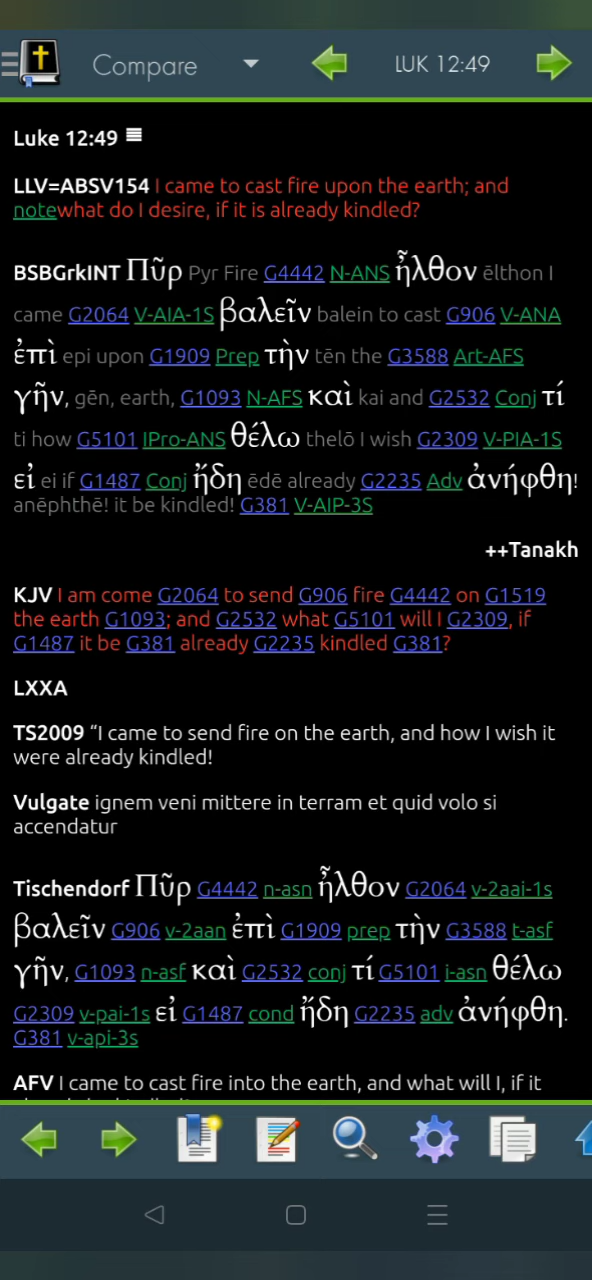 Compare LUK 12:49
Luke 12:49
LLV=ABSV154 I came to cast fire upon the earth; and
notewhat do I desire, if it is already kindled?
BSBGrkINT Πῦρ Pyr Fire G4442 N-ANS ἦλθον ēlthon I
came G2064 V-AIA-1S βαλεῖν balein to cast G906 V-ANA
ἐπὶ epi upon G1909 Prep τὴν tēn the G3588 Art-AFS
γῆν, gēn, earth, G1093 N-AFS καὶ kai and G2532 Conj τί
ti how G5101 IPro-ANS θέλω thelō I wish G2309 V-PIA-1S
εἰ ei if G1487 Conj ἤδη ēdē already G2235 Adv ἀνήφθη!
anēphthē! it be kindled! G381 V-AIP-3S
++Tanakh
KJV I am come G2064 to send G906 fire G4442 on G1519
the earth G1093; and G2532 what G5101 will I G2309, if
G1487 it be G381 already G2235 kindled G381?
LXXA
TS2009 “I came to send fire on the earth, and how I wish it
were already kindled!
Vulgate ignem veni mittere in terram et quid volo si
accendatur
Tischendorf Πῦρ G4442 n-asn ἦλθον G2064 v-2aai-1s
βαλεῖν G906 v-2aan ἐπὶ G1909 prep τὴν G3588 t-asf
γῆν, G1093 n-asf καὶ G2532 conj τί G5101 i-asn θέλω
G2309 v-pai-1s εἰ G1487 cond ἤδη G2235 adv ἀνήφθη.
G381 v-api-3s
AFV I came to cast fire into the earth, and what will I, if it